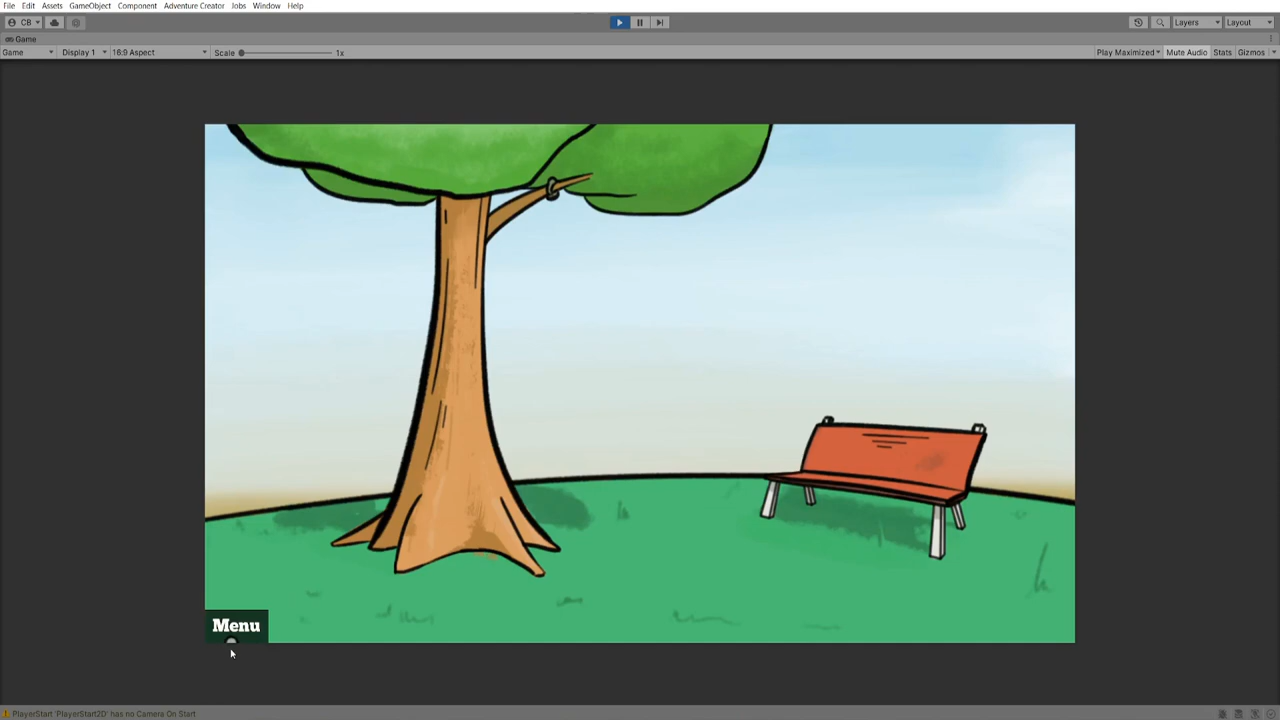 File Edit Assets GameObject Component Adventure Creator Jobs Window Help
CB Layers Layout
Game
Game Display 1 16:9 Aspect Scale 1x Play Maximized Mute Audio Stats Gizmos
Menu
PlayerStart 'PlayerStart2D' has no Camera On Start